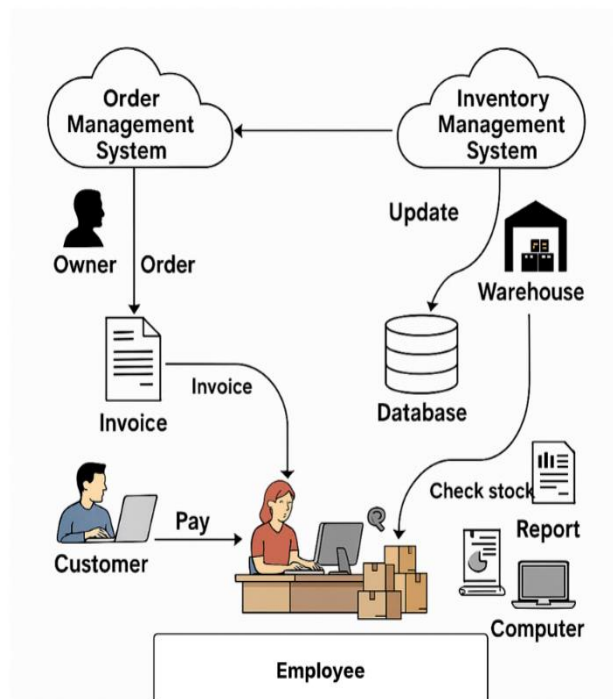 Order
Management
System
Inventory
Management
System
Update
Owner
Order
Warehouse
Invoice
Database
Invoice
Check stock
Report
Pay
Customer
Computer
Employee